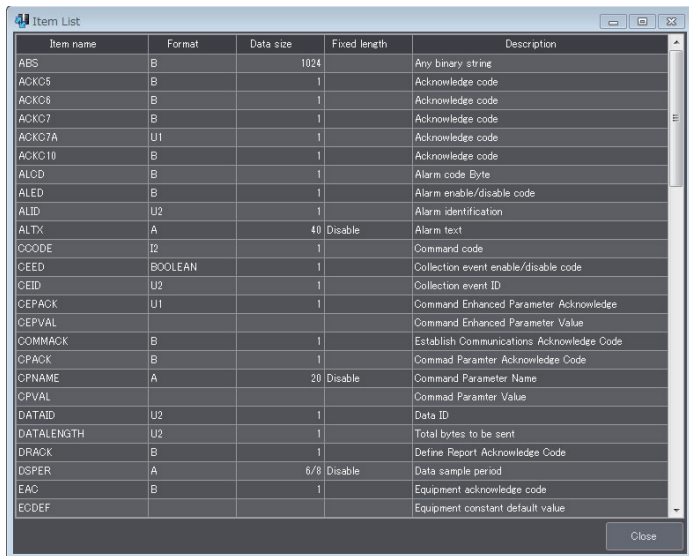 Item List
Item name Format Data size Fixed length Description
ABS B 1024 Any binary string
ACKC5 B 1 Acknowledge code
ACKC6 B 1 Acknowledge code
ACKC7 B 1 Acknowledge code
ACKC7A U1 1 Acknowledge code
ACKC10 B 1 Acknowledge code
ALCD B 1 Alarm code Byte
ALED B 1 Alarm enable/disable code
ALID U2 1 Alarm identification
ALTX A 40 Disable Alarm text
CCODE I2 1 Command code
CEED BOOLEAN 1 Collection event enable/disable code
CEID U2 1 Collection event ID
CEPACK U1 1 Command Enhanced Parameter Acknowledge
CEPVAL Command Enhanced Parameter Value
COMMACK B 1 Establish Communications Acknowledge Code
CPACK B 1 Commad Paramter Acknowledge Code
CPNAME A 20 Disable Command Parameter Name
CPVAL Commad Paramter Value
DATAID U2 1 Data ID
DATALENGTH U2 1 Total bytes to be sent
DRACK B 1 Define Report Acknowledge Code
DSPER A 6/8 Disable Data sample period
EAC B 1 Equipment acknowledge code
ECDEF Equipment constant default value
Close